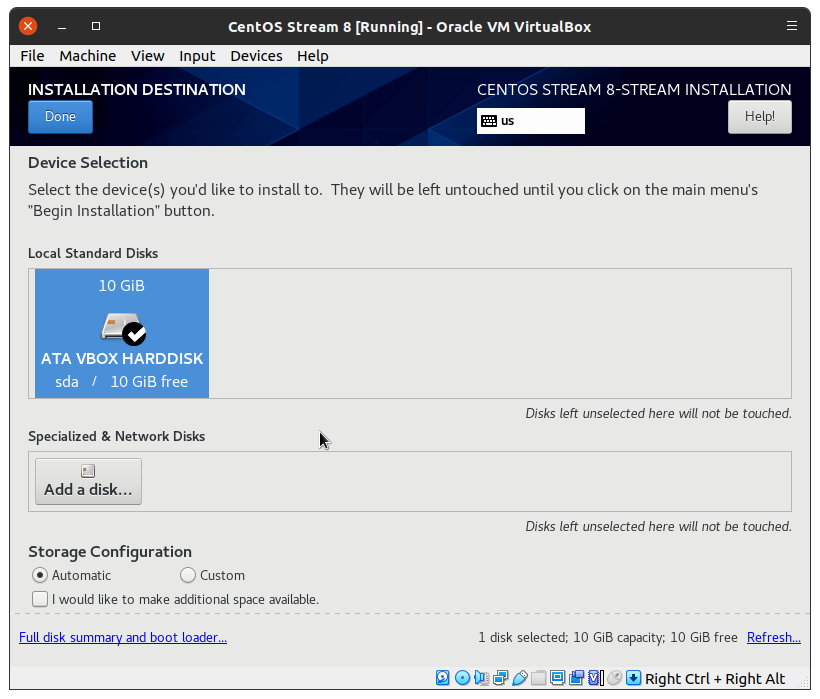 CentOS Stream 8 [Running] - Oracle VM VirtualBox
File Machine View Input Devices Help
INSTALLATION DESTINATION
CENTOS STREAM 8-STREAM INSTALLATION
Done
us
Help!
Device Selection
Select the device(s) you'd like to install to.  They will be left untouched until you click on the main menu's
"Begin Installation" button.
Local Standard Disks
10 GiB
ATA VBOX HARDDISK
sda / 10 GiB free
Disks left unselected here will not be touched.
Specialized & Network Disks
Add a disk...
Disks left unselected here will not be touched.
Storage Configuration
Automatic Custom
I would like to make additional space available.
Full disk summary and boot loader...
1 disk selected; 10 GiB capacity; 10 GiB free Refresh...
Right Ctrl + Right Alt